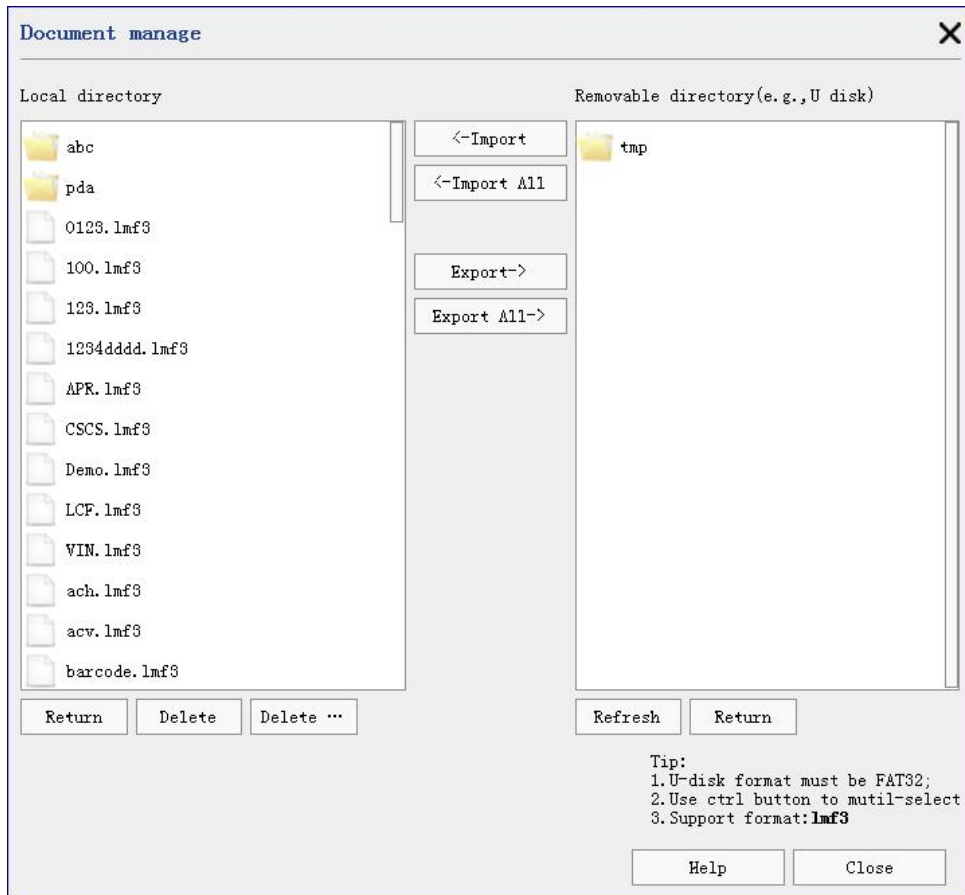 Document manage
Local directory
Removable directory(e.g.,U disk)
abc
pda
0123.lmf3
100.lmf3
123.lmf3
1234dddd.lmf3
APR.lmf3
CSCS.lmf3
Demo.lmf3
LCF.lmf3
VIN.lmf3
ach.lmf3
acv.lmf3
barcode.lmf3
<-Import
<-Import All
Export->
Export All->
tmp
Return
Delete
Delete …
Refresh
Return
Tip:
1.U-disk format must be FAT32;
2.Use ctrl button to mutil-select
3.Support format:lmf3
Help
Close